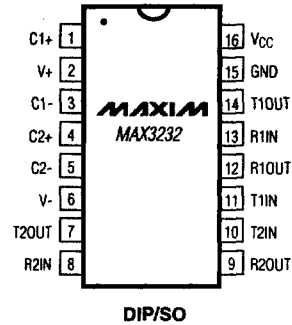 C1+ 1 16 VCC
V+ 2 15 GND
C1- 3 MAXIM 14 T1OUT
C2+ 4 MAX3232 13 R1IN
C2- 5 12 R1OUT
V- 6 11 T1IN
T2OUT 7 10 T2IN
R2IN 8 9 R2OUT
DIP/SO